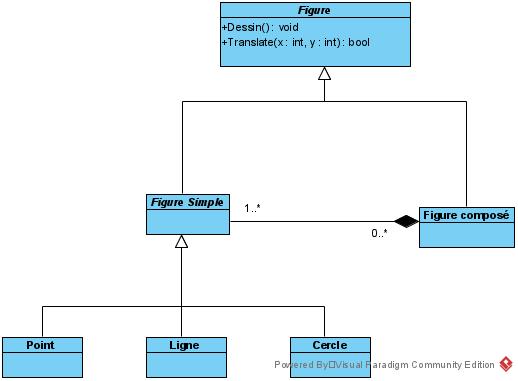 Figure
+Dessin() : void
+Translate(x : int, y : int) : bool
Figure Simple
1..*
0..*
Figure composé
Point
Ligne
Cercle
Powered By Visual Paradigm Community Edition